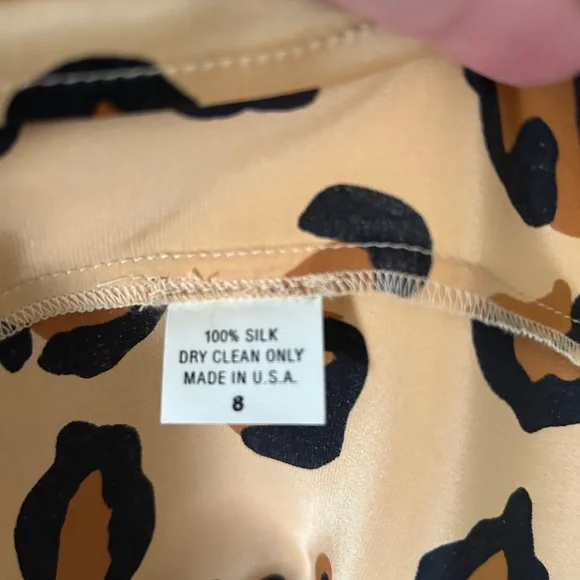 100% SILK
DRY CLEAN ONLY
MADE IN U.S.A.
8